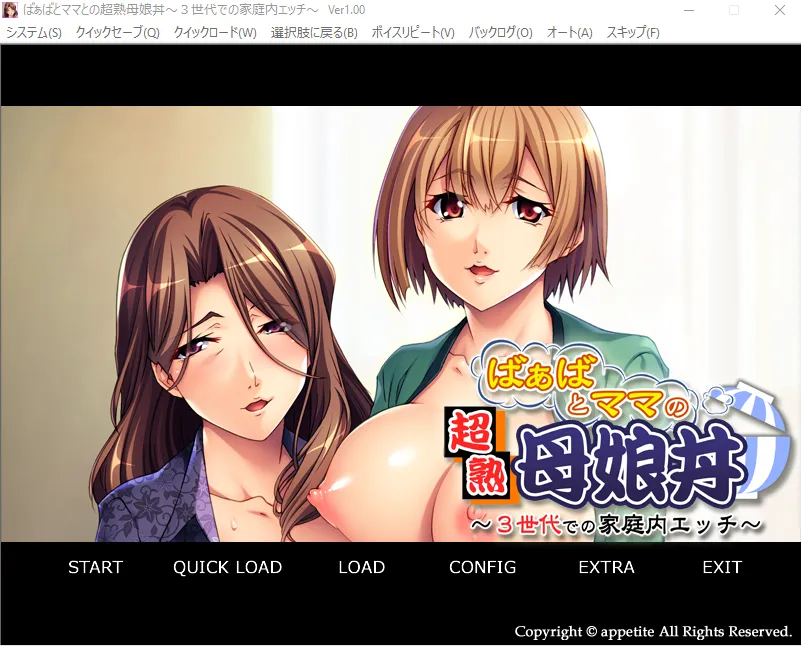 ばぁばとママとの超熟母娘丼～３世代での家庭内エッチ～ Ver1.00
システム(S) クイックセーブ(Q) クイックロード(W) 選択肢に戻る(B) ボイスリピート(V) バックログ(O) オート(A) スキップ(F)
ばぁば
とママの
超熟
母娘丼
～３世代での家庭内エッチ～
START QUICK LOAD LOAD CONFIG EXTRA EXIT
Copyright © appetite All Rights Reserved.